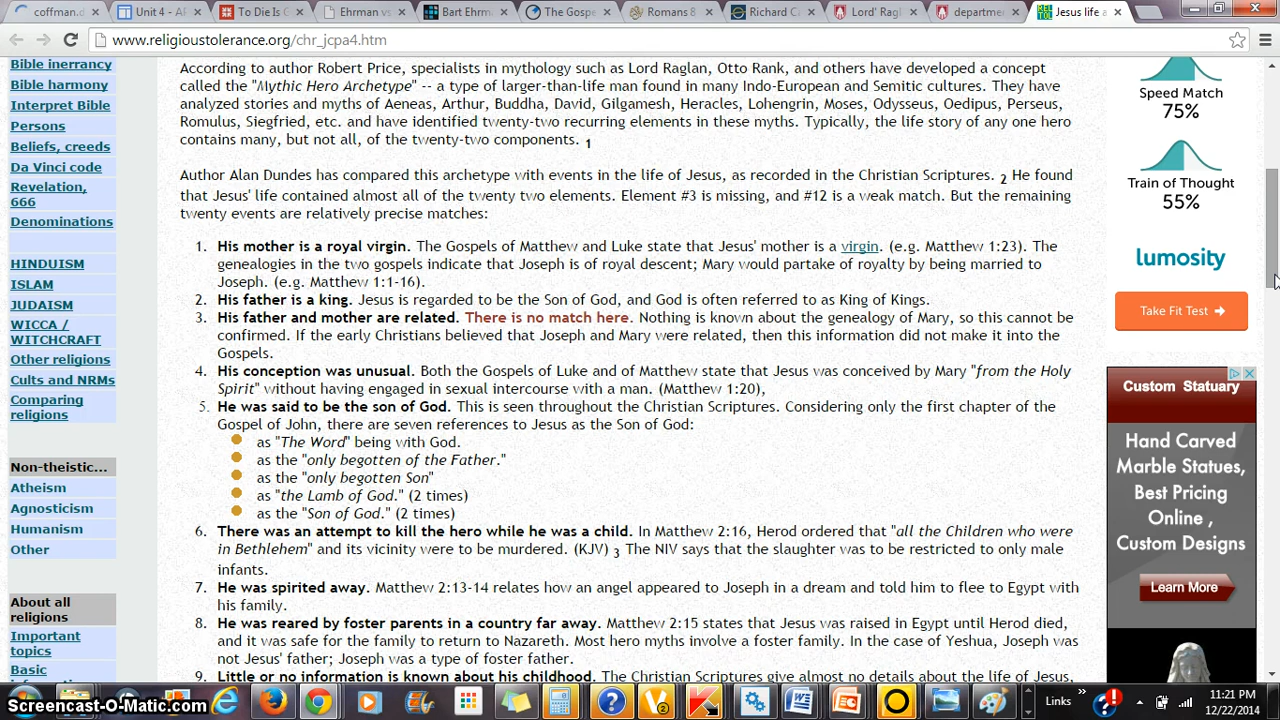 coffman.d
Unit 4 - AP
To Die Is G
Ehrman vs
Bart Ehrm
The Gospe
Romans 8
Richard Ca
Lord' Ragl
departmen
Jesus life a
www.religioustolerance.org/chr_jcpa4.htm
Bible inerrancy
Bible harmony
Interpret Bible
Persons
Beliefs, creeds
Da Vinci code
Revelation,
666
Denominations
HINDUISM
ISLAM
JUDAISM
WICCA /
WITCHCRAFT
Other religions
Cults and NRMs
Comparing
religions
Non-theistic...
Atheism
Agnosticism
Humanism
Other
About all
religions
Important
topics
Basic
According to author Robert Price, specialists in mythology such as Lord Raglan, Otto Rank, and others have developed a concept
called the "Mythic Hero Archetype" -- a type of larger-than-life man found in many Indo-European and Semitic cultures. They have
analyzed stories and myths of Aeneas, Arthur, Buddha, David, Gilgamesh, Heracles, Lohengrin, Moses, Odysseus, Oedipus, Perseus,
Romulus, Siegfried, etc. and have identified twenty-two recurring elements in these myths. Typically, the life story of any one hero
contains many, but not all, of the twenty-two components. 1
Author Alan Dundes has compared this archetype with events in the life of Jesus, as recorded in the Christian Scriptures. 2 He found
that Jesus' life contained almost all of the twenty two elements. Element #3 is missing, and #12 is a weak match. But the remaining
twenty events are relatively precise matches:
1. His mother is a royal virgin. The Gospels of Matthew and Luke state that Jesus' mother is a virgin. (e.g. Matthew 1:23). The
genealogies in the two gospels indicate that Joseph is of royal descent; Mary would partake of royalty by being married to
Joseph. (e.g. Matthew 1:1-16).
2. His father is a king. Jesus is regarded to be the Son of God, and God is often referred to as King of Kings.
3. His father and mother are related. There is no match here. Nothing is known about the genealogy of Mary, so this cannot be
confirmed. If the early Christians believed that Joseph and Mary were related, then this information did not make it into the
Gospels.
4. His conception was unusual. Both the Gospels of Luke and of Matthew state that Jesus was conceived by Mary "from the Holy
Spirit" without having engaged in sexual intercourse with a man. (Matthew 1:20),
5. He was said to be the son of God. This is seen throughout the Christian Scriptures. Considering only the first chapter of the
Gospel of John, there are seven references to Jesus as the Son of God:
as "The Word" being with God.
as the "only begotten of the Father."
as the "only begotten Son"
as "the Lamb of God." (2 times)
as the "Son of God." (2 times)
6. There was an attempt to kill the hero while he was a child. In Matthew 2:16, Herod ordered that "all the Children who were
in Bethlehem" and its vicinity were to be murdered. (KJV) 3 The NIV says that the slaughter was to be restricted to only male
infants.
7. He was spirited away. Matthew 2:13-14 relates how an angel appeared to Joseph in a dream and told him to flee to Egypt with
his family.
8. He was reared by foster parents in a country far away. Matthew 2:15 states that Jesus was raised in Egypt until Herod died,
and it was safe for the family to return to Nazareth. Most hero myths involve a foster family. In the case of Yeshua, Joseph was
not Jesus' father; Joseph was a type of foster father.
9. Little or no information is known about his childhood. The Christian Scriptures give almost no details about the life of Jesus,
Speed Match
75%
Train of Thought
55%
lumosity
Take Fit Test
Custom Statuary
Hand Carved
Marble Statues,
Best Pricing
Online ,
Custom Designs
Learn More
Screencast-O-Matic.com
Links
11:21 PM
12/22/2014